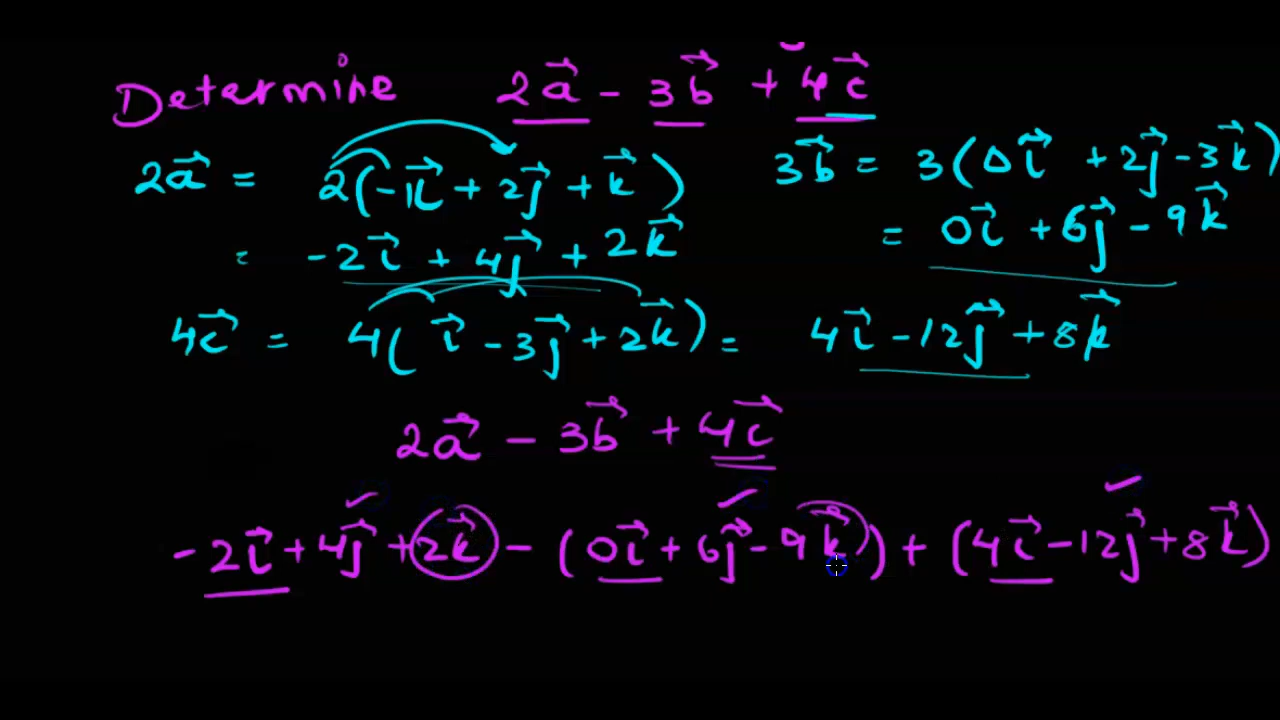 Determine 2a⃗ - 3b⃗ + 4c⃗
2a⃗ = 2(-1i⃗ + 2j⃗ + k⃗) 3b⃗ = 3(0i⃗ + 2j⃗ - 3k⃗)
= -2i⃗ + 4j⃗ + 2k⃗ = 0i⃗ + 6j⃗ - 9k⃗
4c⃗ = 4(i⃗ - 3j⃗ + 2k⃗) = 4i⃗ - 12j⃗ + 8k⃗
2a⃗ - 3b⃗ + 4c⃗
-2i⃗ + 4j⃗ + 2k⃗ - (0i⃗ + 6j⃗ - 9k⃗) + (4i⃗ - 12j⃗ + 8k⃗)